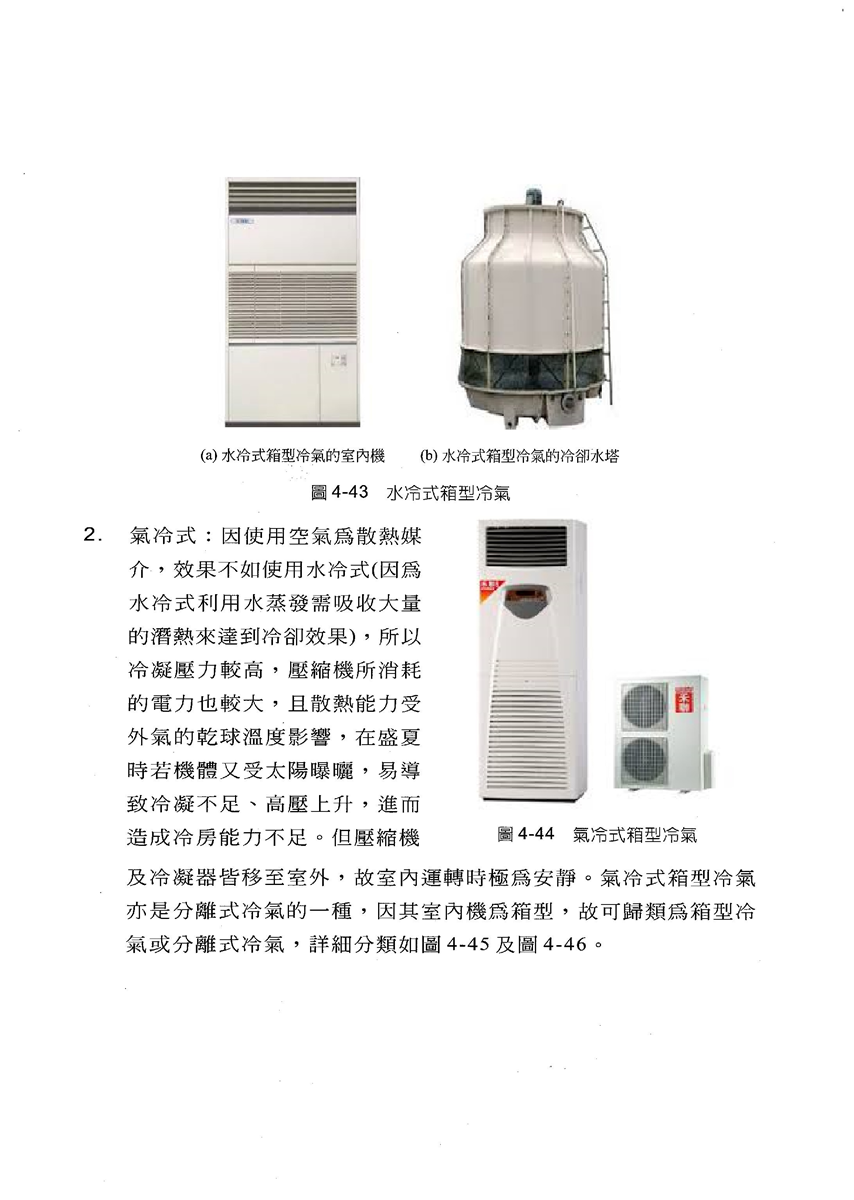 (a) 水冷式箱型冷氣的室內機
(b) 水冷式箱型冷氣的冷卻水塔
圖 4-43 水冷式箱型冷氣
2. 氣冷式：因使用空氣爲散熱媒
介，效果不如使用水冷式(因爲
水冷式利用水蒸發需吸收大量
的潛熱來達到冷卻效果)，所以
冷凝壓力較高，壓縮機所消耗
的電力也較大，且散熱能力受
外氣的乾球溫度影響，在盛夏
時若機體又受太陽曝曬，易導
致冷凝不足、高壓上升，進而
造成冷房能力不足。但壓縮機
圖 4-44 氣冷式箱型冷氣
及冷凝器皆移至室外，故室內運轉時極爲安靜。氣冷式箱型冷氣
亦是分離式冷氣的一種，因其室內機爲箱型，故可歸類爲箱型冷
氣或分離式冷氣，詳細分類如圖 4-45 及圖 4-46。